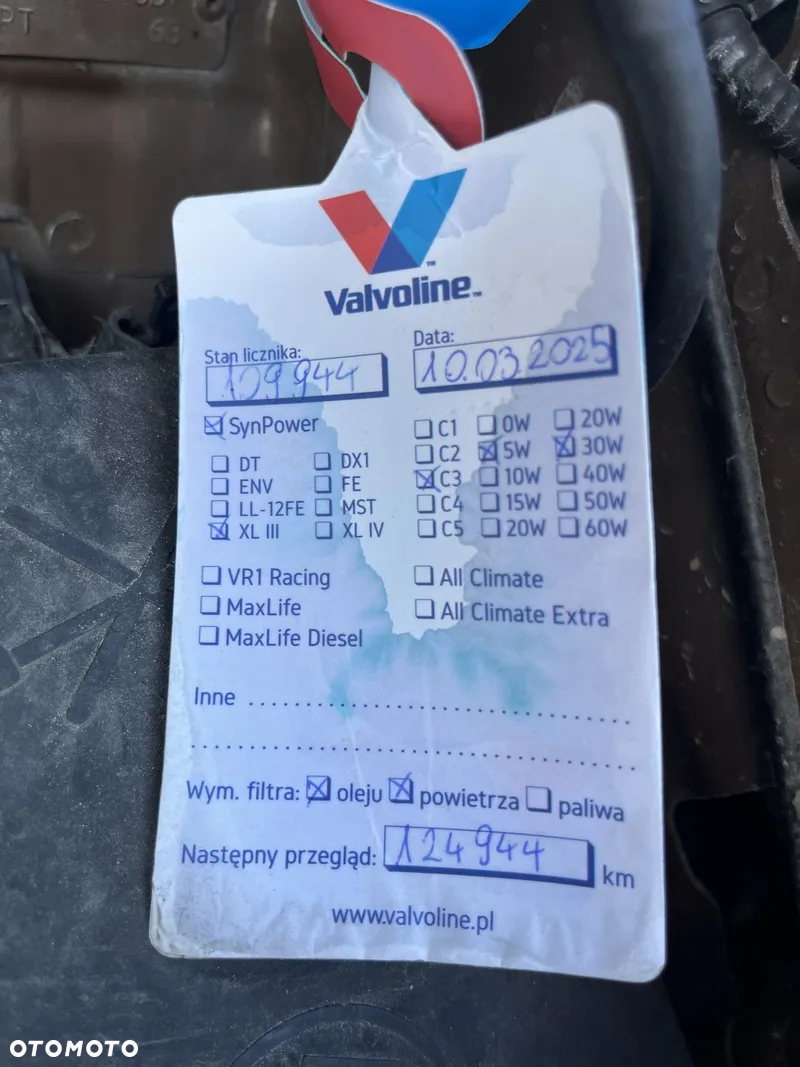 PT
63
Valvoline™
Stan licznika: 109944
Data: 10.03.2025
SynPower
DT DX1
ENV FE
LL-12FE MST
XL III XL IV
C1 0W 20W
C2 5W 30W
C3 10W 40W
C4 15W 50W
C5 20W 60W
VR1 Racing
MaxLife
MaxLife Diesel
All Climate
All Climate Extra
Inne
Wym. filtra: oleju powietrza paliwa
Następny przegląd: 124944 km
www.valvoline.pl
OTOMOTO